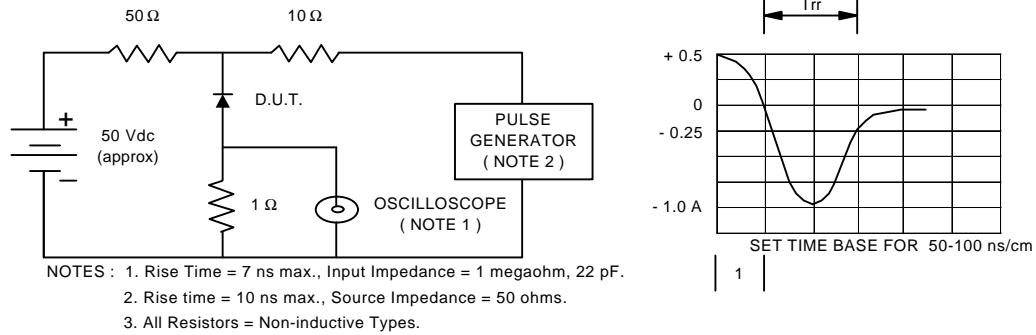 Trr
50 Ω
10 Ω
+ 0.5
D.U.T.
0
+
50 Vdc
(approx)
PULSE
GENERATOR
( NOTE 2 )
- 0.25
−
1 Ω
OSCILLOSCOPE
( NOTE 1 )
- 1.0 A
SET TIME BASE FOR 50-100 ns/cm
1
NOTES : 1. Rise Time = 7 ns max., Input Impedance = 1 megaohm, 22 pF.
2. Rise time = 10 ns max., Source Impedance = 50 ohms.
3. All Resistors = Non-inductive Types.